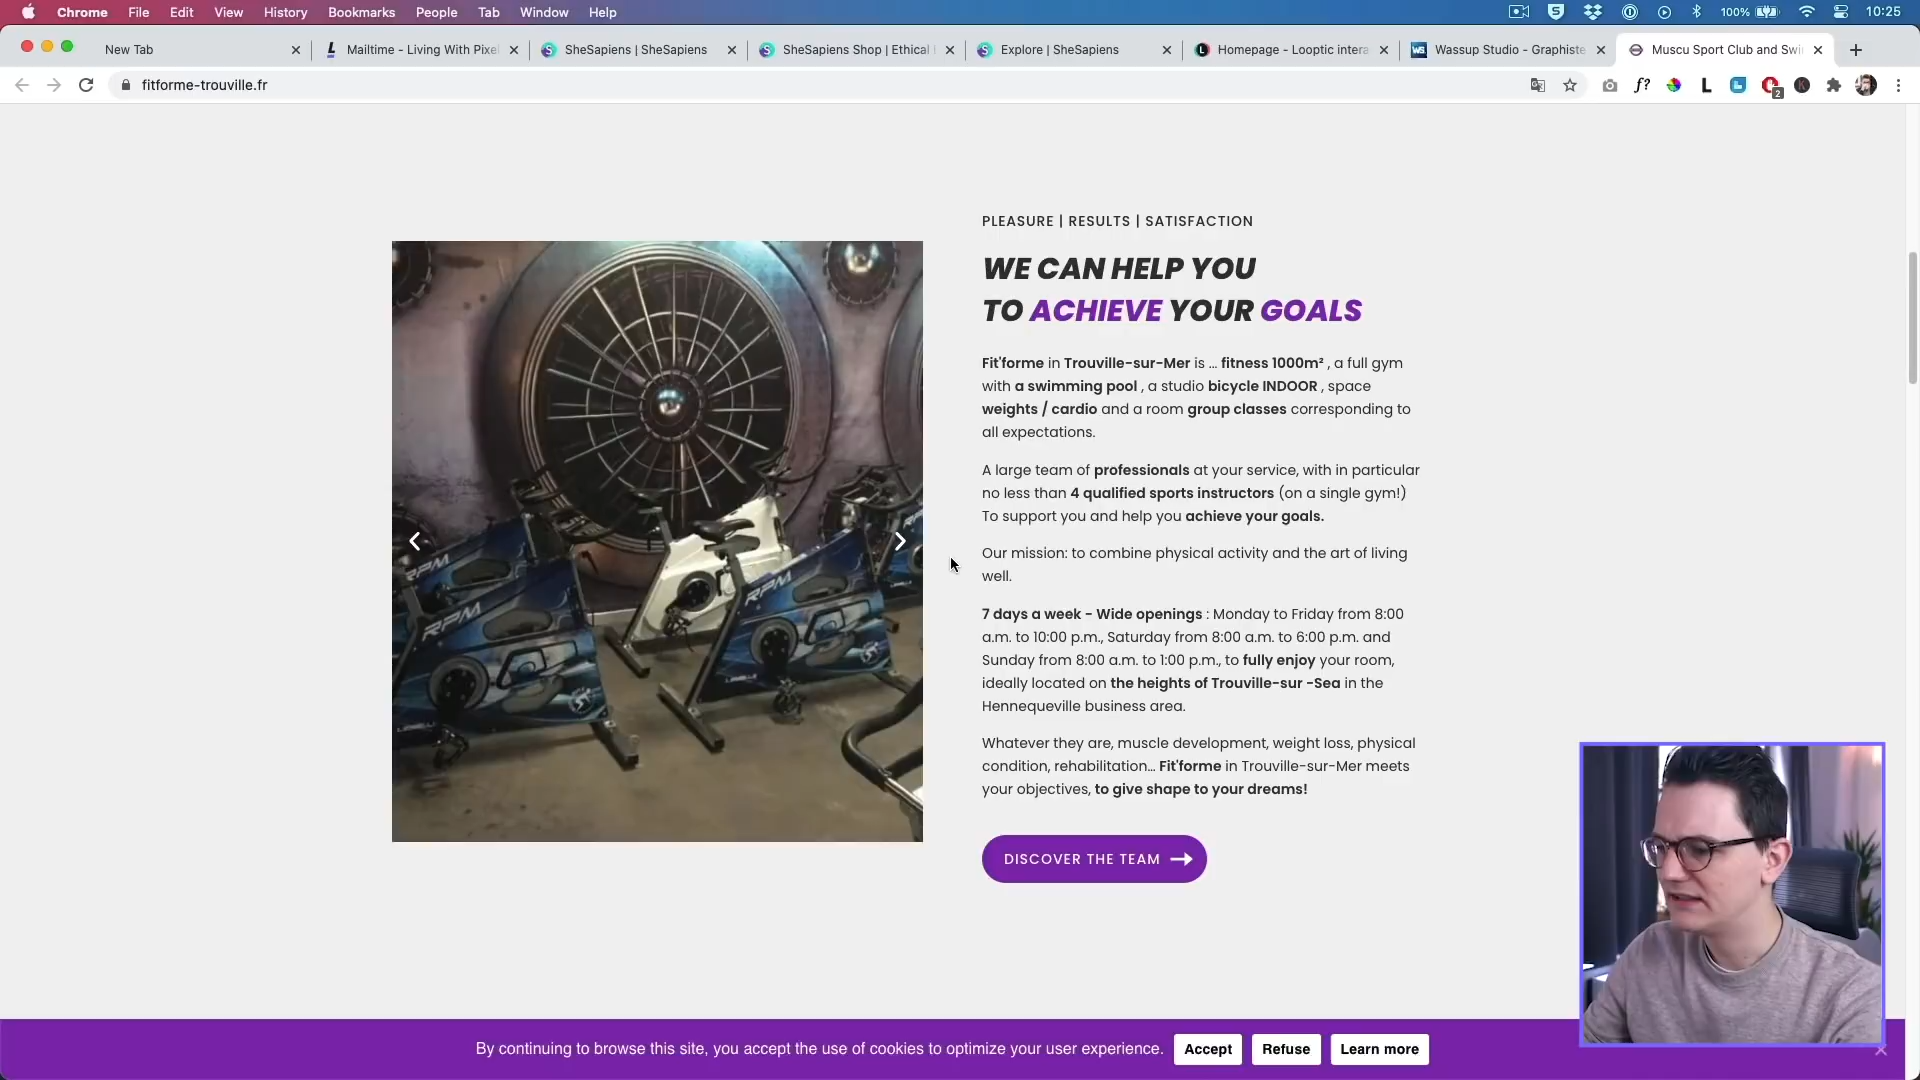 Chrome File Edit View History Bookmarks People Tab Window Help 100% 10:25
New Tab Mailtime - Living With Pixel SheSapiens | SheSapiens SheSapiens Shop | Ethical Explore | SheSapiens Homepage - Looptic intera WS Wassup Studio - Graphiste Muscu Sport Club and Swi
fitforme-trouville.fr f? L 2
PLEASURE | RESULTS | SATISFACTION
WE CAN HELP YOU
TO ACHIEVE YOUR GOALS
Fit'forme in Trouville-sur-Mer is ... fitness 1000m² , a full gym
with a swimming pool , a studio bicycle INDOOR , space
weights / cardio and a room group classes corresponding to
all expectations.
A large team of professionals at your service, with in particular
no less than 4 qualified sports instructors (on a single gym!)
To support you and help you achieve your goals.
Our mission: to combine physical activity and the art of living
well.
7 days a week - Wide openings : Monday to Friday from 8:00
a.m. to 10:00 p.m., Saturday from 8:00 a.m. to 6:00 p.m. and
Sunday from 8:00 a.m. to 1:00 p.m., to fully enjoy your room,
ideally located on the heights of Trouville-sur -Sea in the
Hennequeville business area.
Whatever they are, muscle development, weight loss, physical
condition, rehabilitation... Fit'forme in Trouville-sur-Mer meets
your objectives, to give shape to your dreams!
DISCOVER THE TEAM
RPM
RPM
RPM
By continuing to browse this site, you accept the use of cookies to optimize your user experience. Accept Refuse Learn more